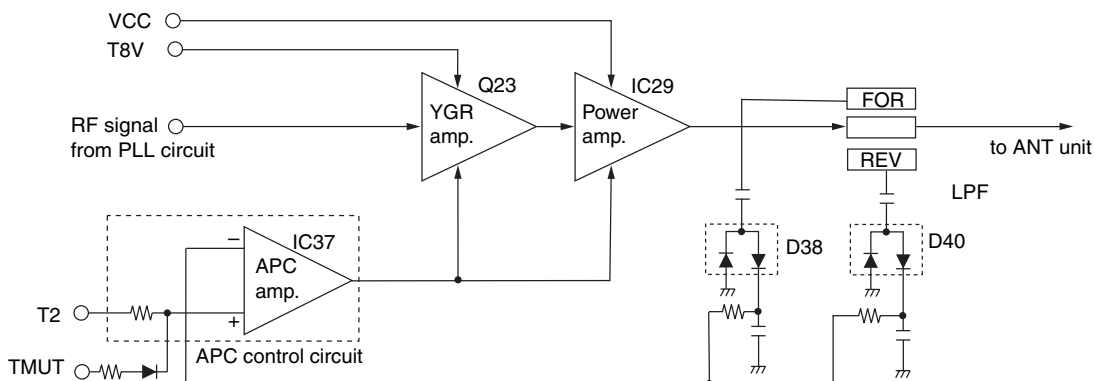 VCC
T8V
Q23
IC29
YGR
amp.
Power
amp.
FOR
RF signal
from PLL circuit
to ANT unit
REV
LPF
IC37
APC
amp.
−
+
D38
D40
T2
APC control circuit
TMUT